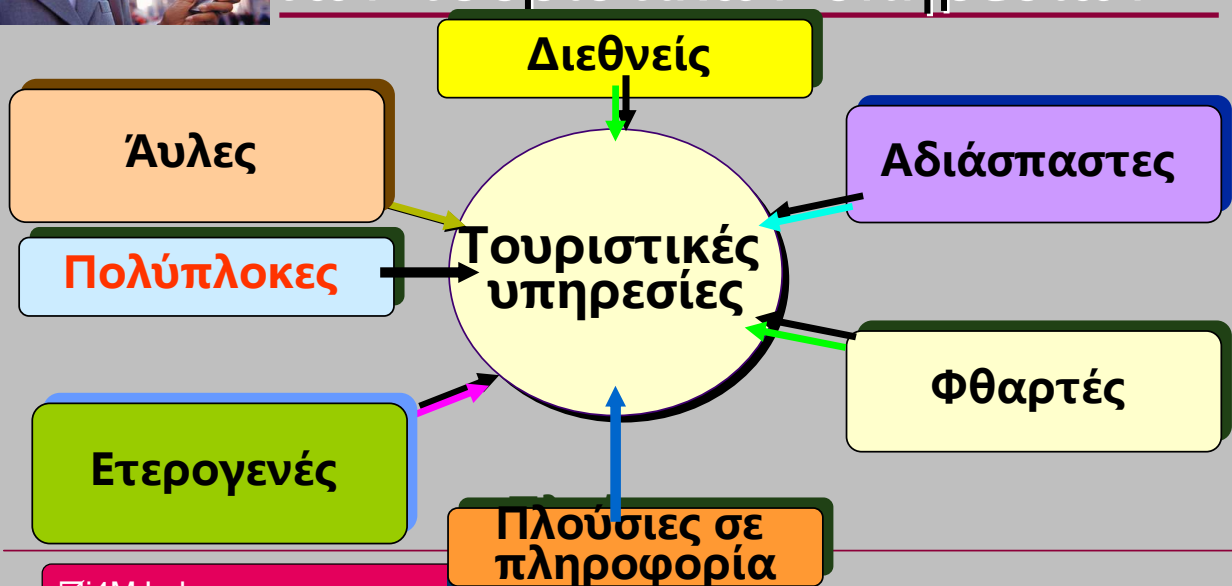 Διεθνείς
Άυλες
Αδιάσπαστες
Τουριστικές
υπηρεσίες
Πολύπλοκες
Φθαρτές
Ετερογενές
Πλούσιες σε
πληροφορία